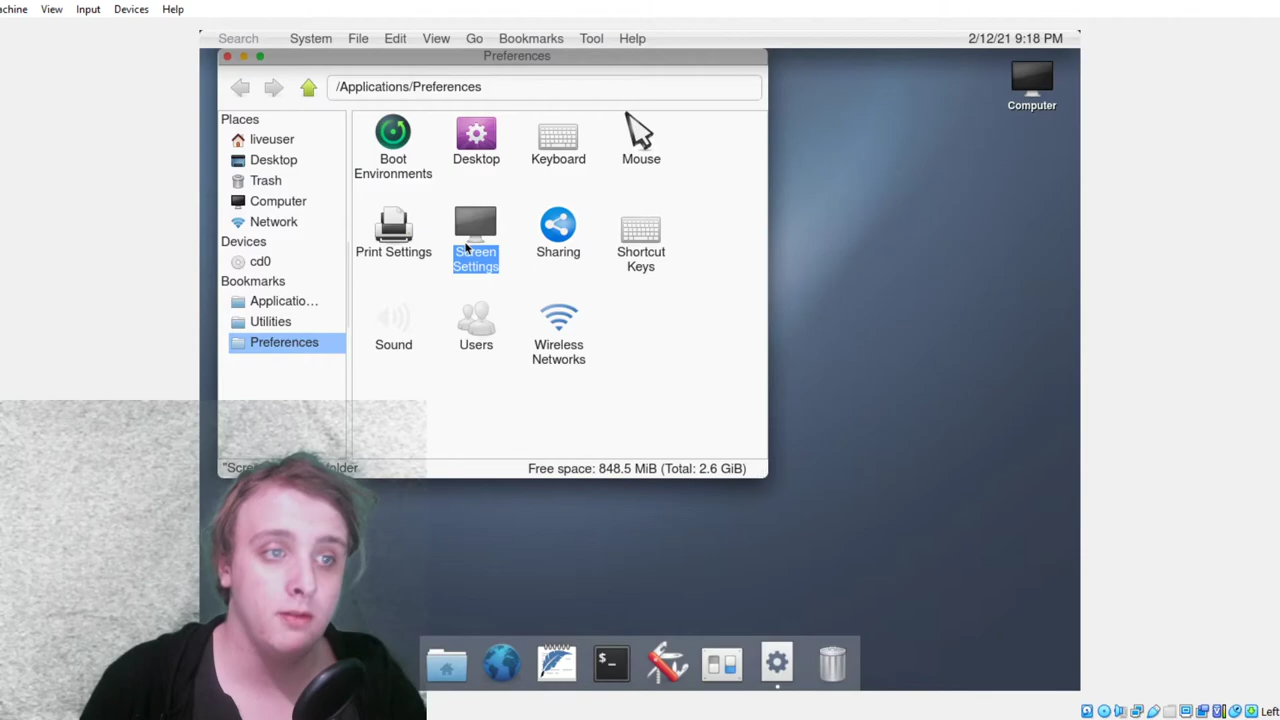 achine View Input Devices Help
Search System File Edit View Go Bookmarks Tool Help 2/12/21 9:18 PM
Preferences
/Applications/Preferences
Computer
Places
liveuser
Desktop
Trash
Computer
Network
Devices
cd0
Bookmarks
Applicatio...
Utilities
Preferences
Boot
Environments
Desktop
Keyboard
Mouse
Print Settings
Screen
Settings
Sharing
Shortcut
Keys
Sound
Users
Wireless
Networks
"Scre
older
Free space: 848.5 MiB (Total: 2.6 GiB)
$_
Left